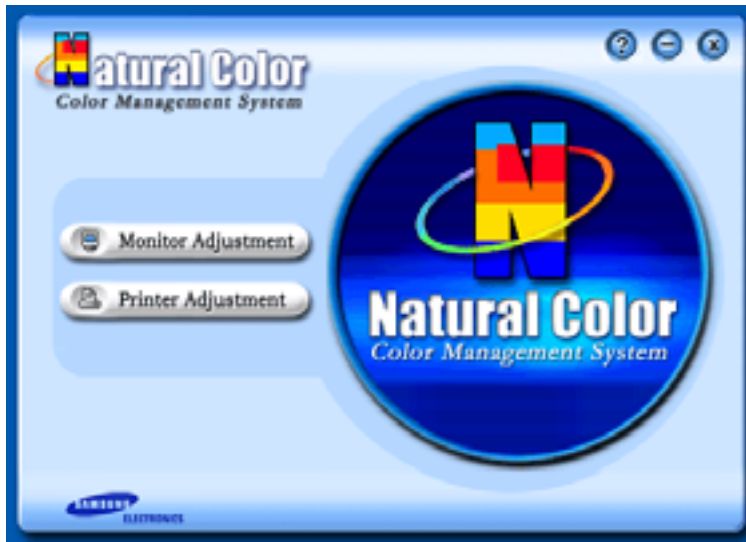 Natural Color
Color Management System
?
Monitor Adjustment
Printer Adjustment
N
Natural Color
Color Management System
SAMSUNG
ELECTRONICS